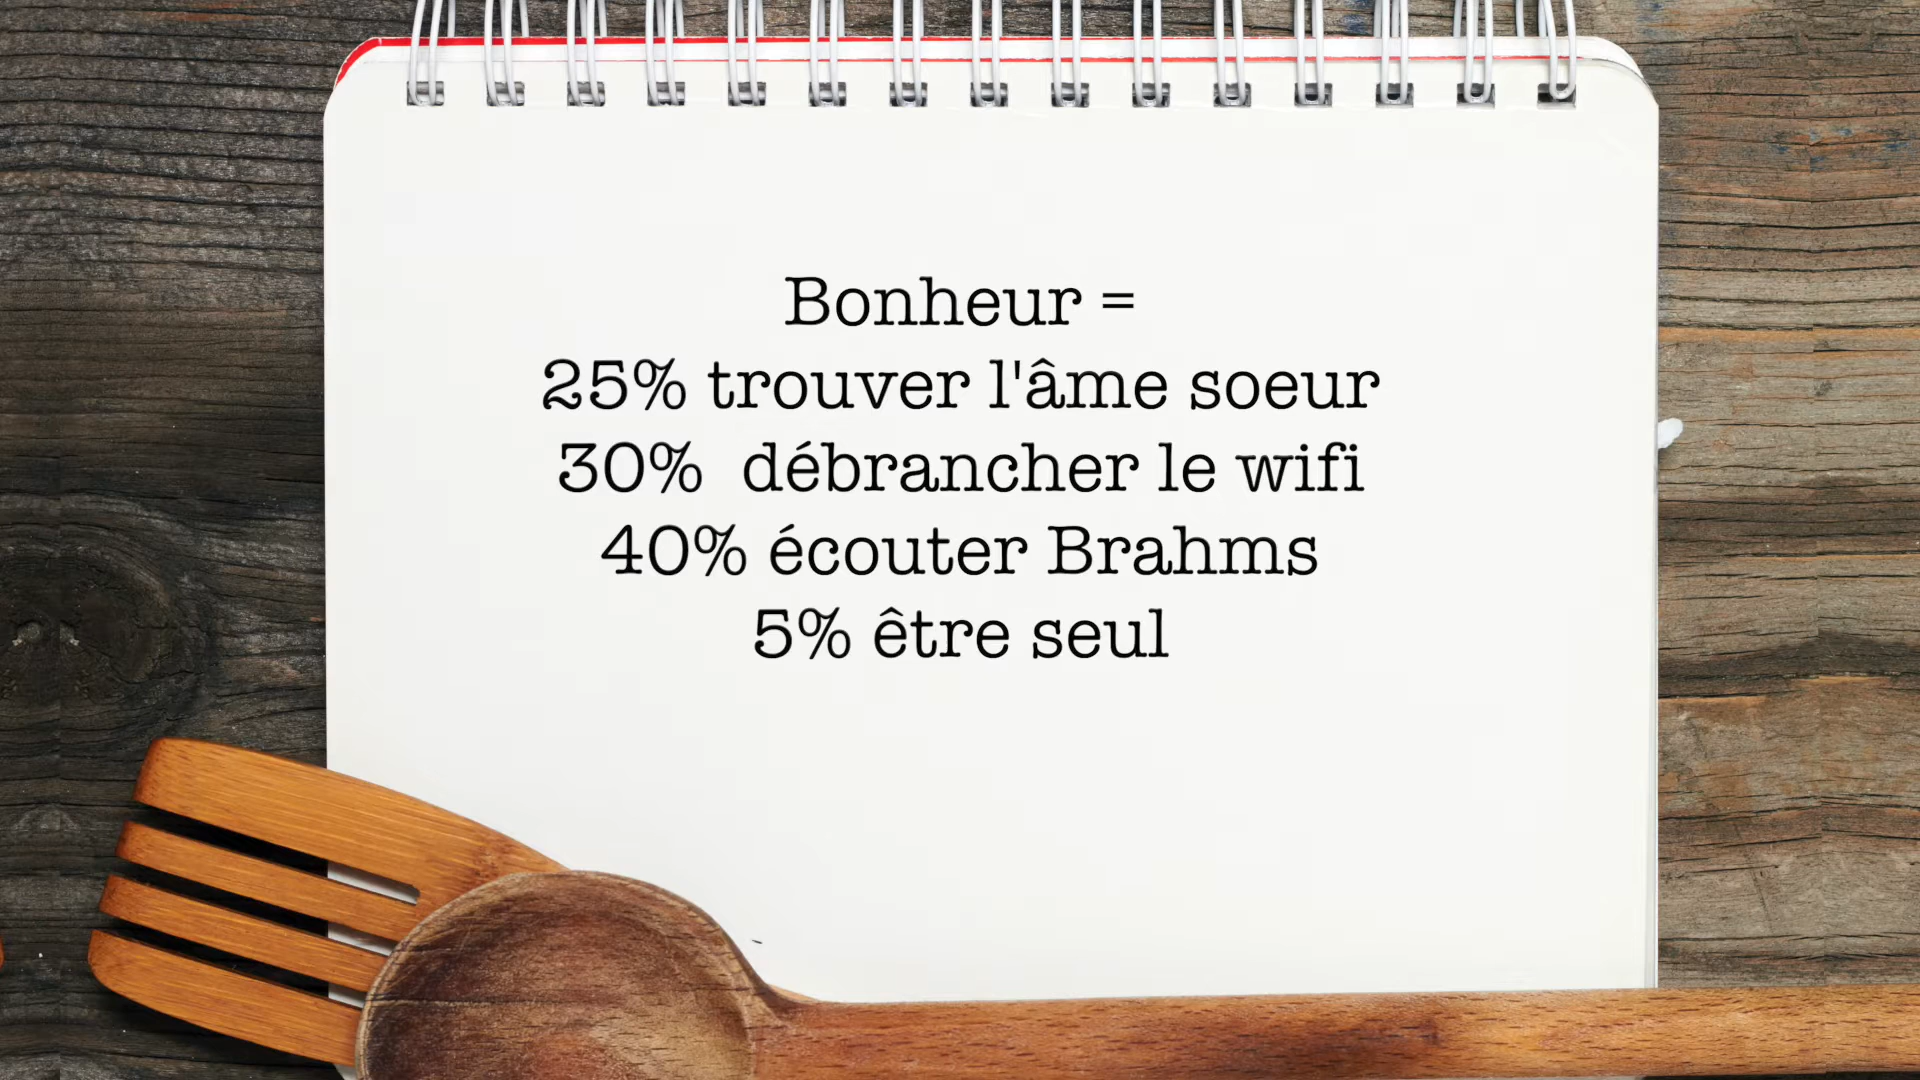 Bonheur =
25% trouver l'âme soeur
30%  débrancher le wifi
40% écouter Brahms
5% être seul